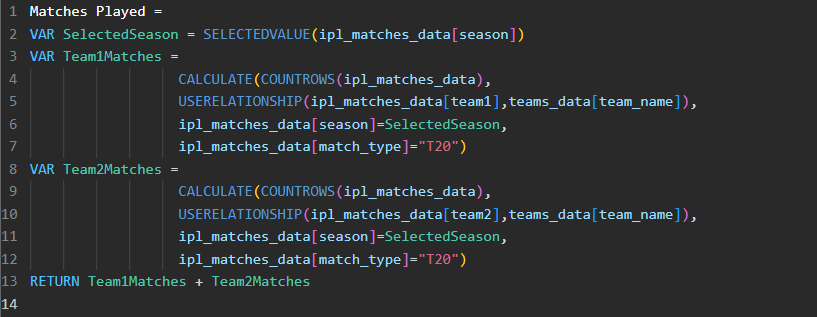 1 Matches Played =
2 VAR SelectedSeason = SELECTEDVALUE(ipl_matches_data[season])
3 VAR Team1Matches =
4 CALCULATE(COUNTROWS(ipl_matches_data),
5 USERELATIONSHIP(ipl_matches_data[team1],teams_data[team_name]),
6 ipl_matches_data[season]=SelectedSeason,
7 ipl_matches_data[match_type]="T20")
8 VAR Team2Matches =
9 CALCULATE(COUNTROWS(ipl_matches_data),
10 USERELATIONSHIP(ipl_matches_data[team2],teams_data[team_name]),
11 ipl_matches_data[season]=SelectedSeason,
12 ipl_matches_data[match_type]="T20")
13 RETURN Team1Matches + Team2Matches
14